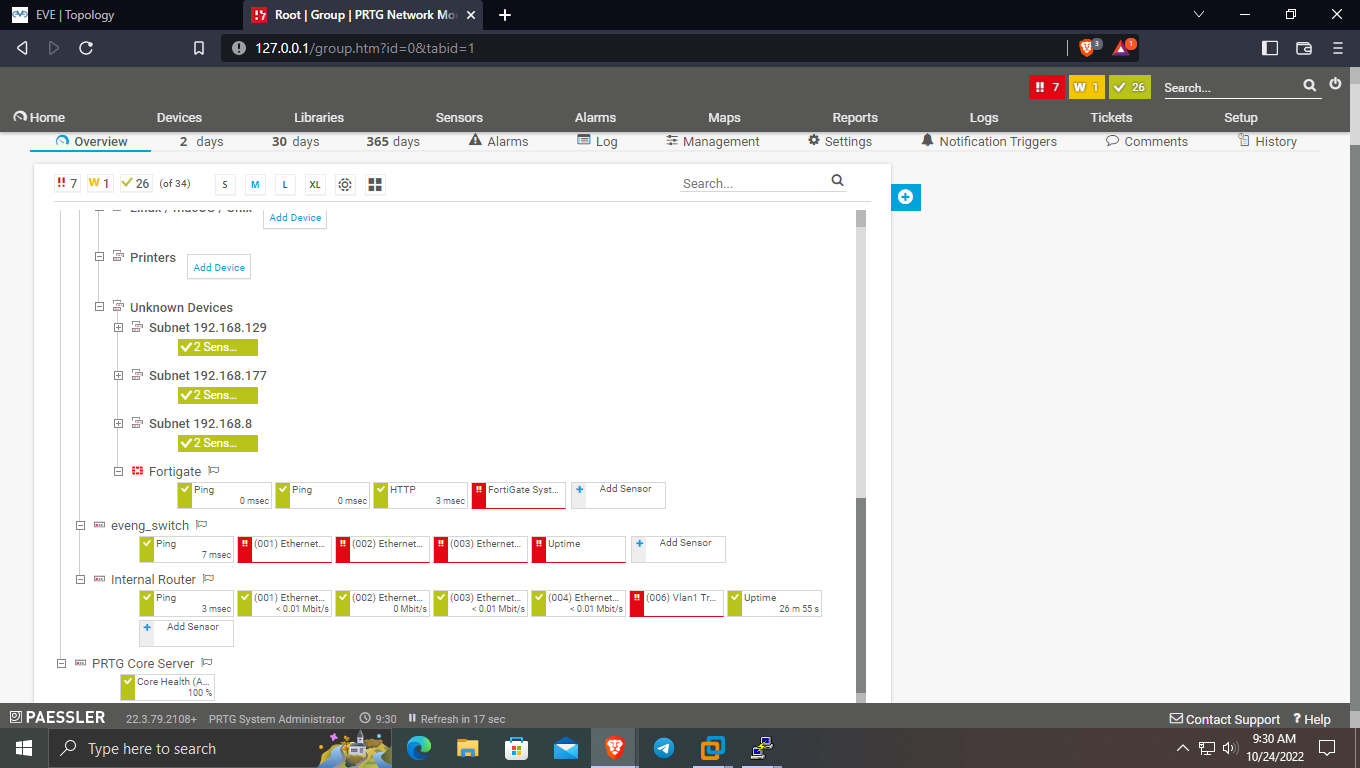 EVE | Topology
Root | Group | PRTG Network Mo
127.0.0.1/group.htm?id=0&tabid=1
3
1
7
W 1
26
Search...
Home
Devices
Libraries
Sensors
Alarms
Maps
Reports
Logs
Tickets
Setup
Overview
2 days
30 days
365 days
Alarms
Log
Management
Settings
Notification Triggers
Comments
History
!! 7
W 1
26
(of 34)
S
M
L
XL
Search...
Linux / macOS / Unix
Add Device
Printers
Add Device
Unknown Devices
Subnet 192.168.129
2 Sens...
Subnet 192.168.177
2 Sens...
Subnet 192.168.8
2 Sens...
Fortigate
Ping
0 msec
Ping
0 msec
HTTP
3 msec
FortiGate Syst...
Add Sensor
eveng_switch
Ping
7 msec
(001) Ethernet...
(002) Ethernet...
(003) Ethernet...
Uptime
Add Sensor
Internal Router
Ping
3 msec
(001) Ethernet...
< 0.01 Mbit/s
(002) Ethernet...
0 Mbit/s
(003) Ethernet...
< 0.01 Mbit/s
(004) Ethernet...
< 0.01 Mbit/s
(006) Vlan1 Tr...
Uptime
26 m 55 s
Add Sensor
PRTG Core Server
Core Health (A...
100 %
PAESSLER
22.3.79.2108+
PRTG System Administrator
9:30
Refresh in 17 sec
Contact Support
? Help
Type here to search
9:30 AM
10/24/2022